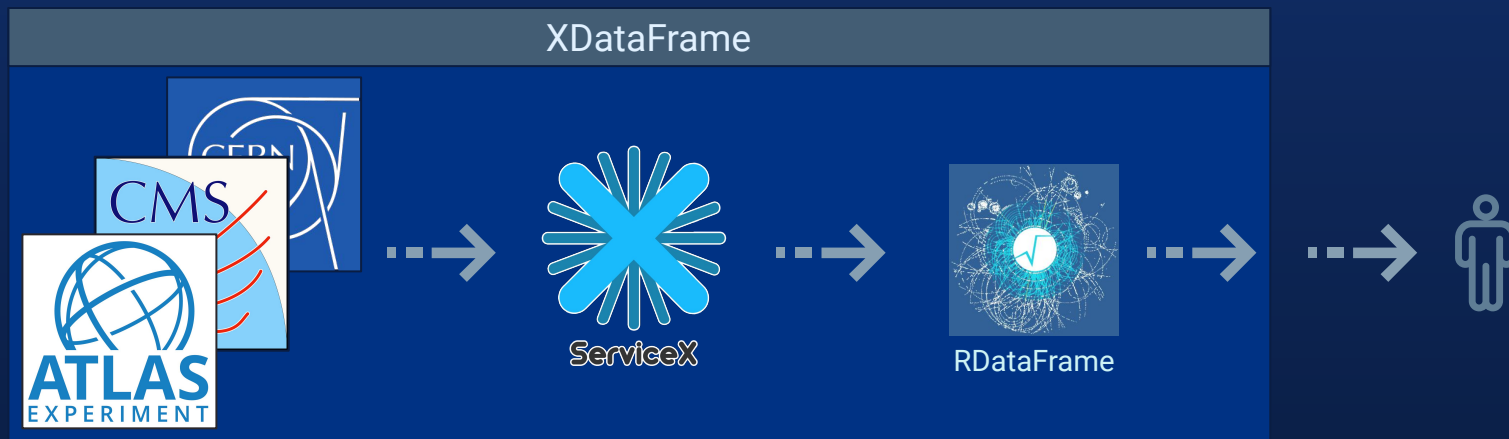 XDataFrame
CERN
CMS
ATLAS
EXPERIMENT
ServiceX
RDataFrame